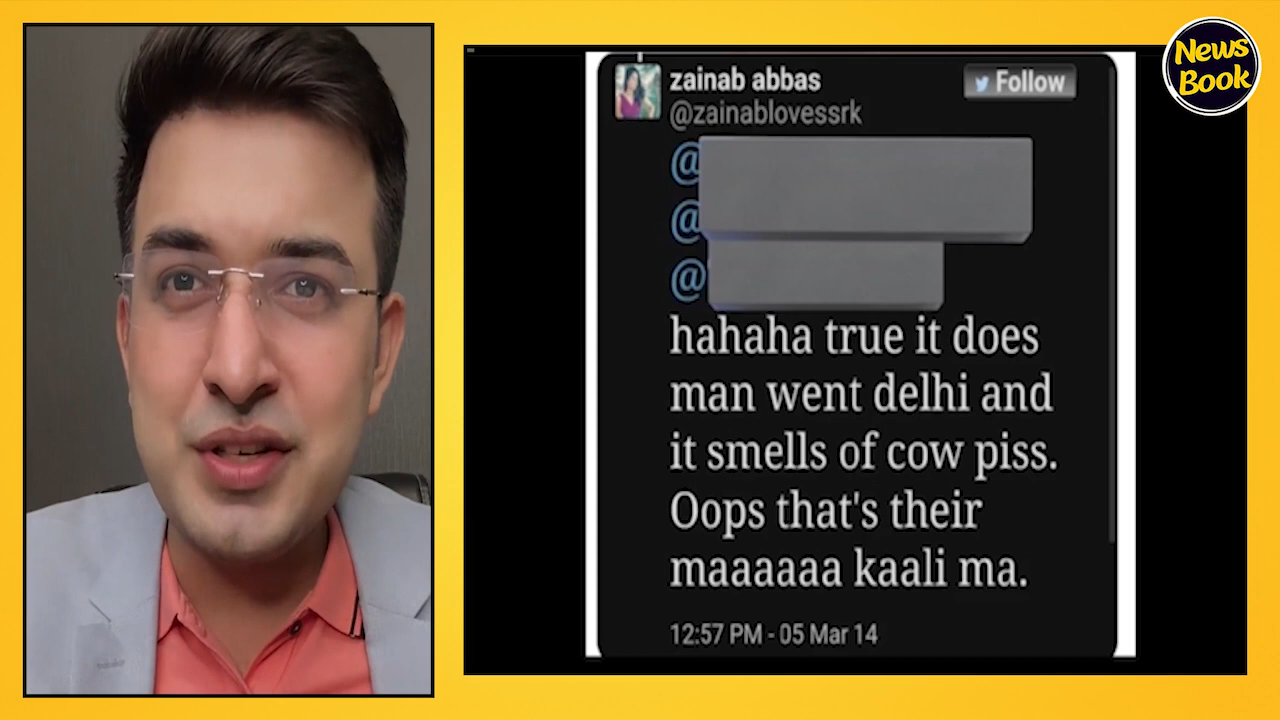 News
Book
zainab abbas
Follow
@zainablovessrk
@
@
@
hahaha true it does
man went delhi and
it smells of cow piss.
Oops that's their
maaaaaa kaali ma.
12:57 PM - 05 Mar 14